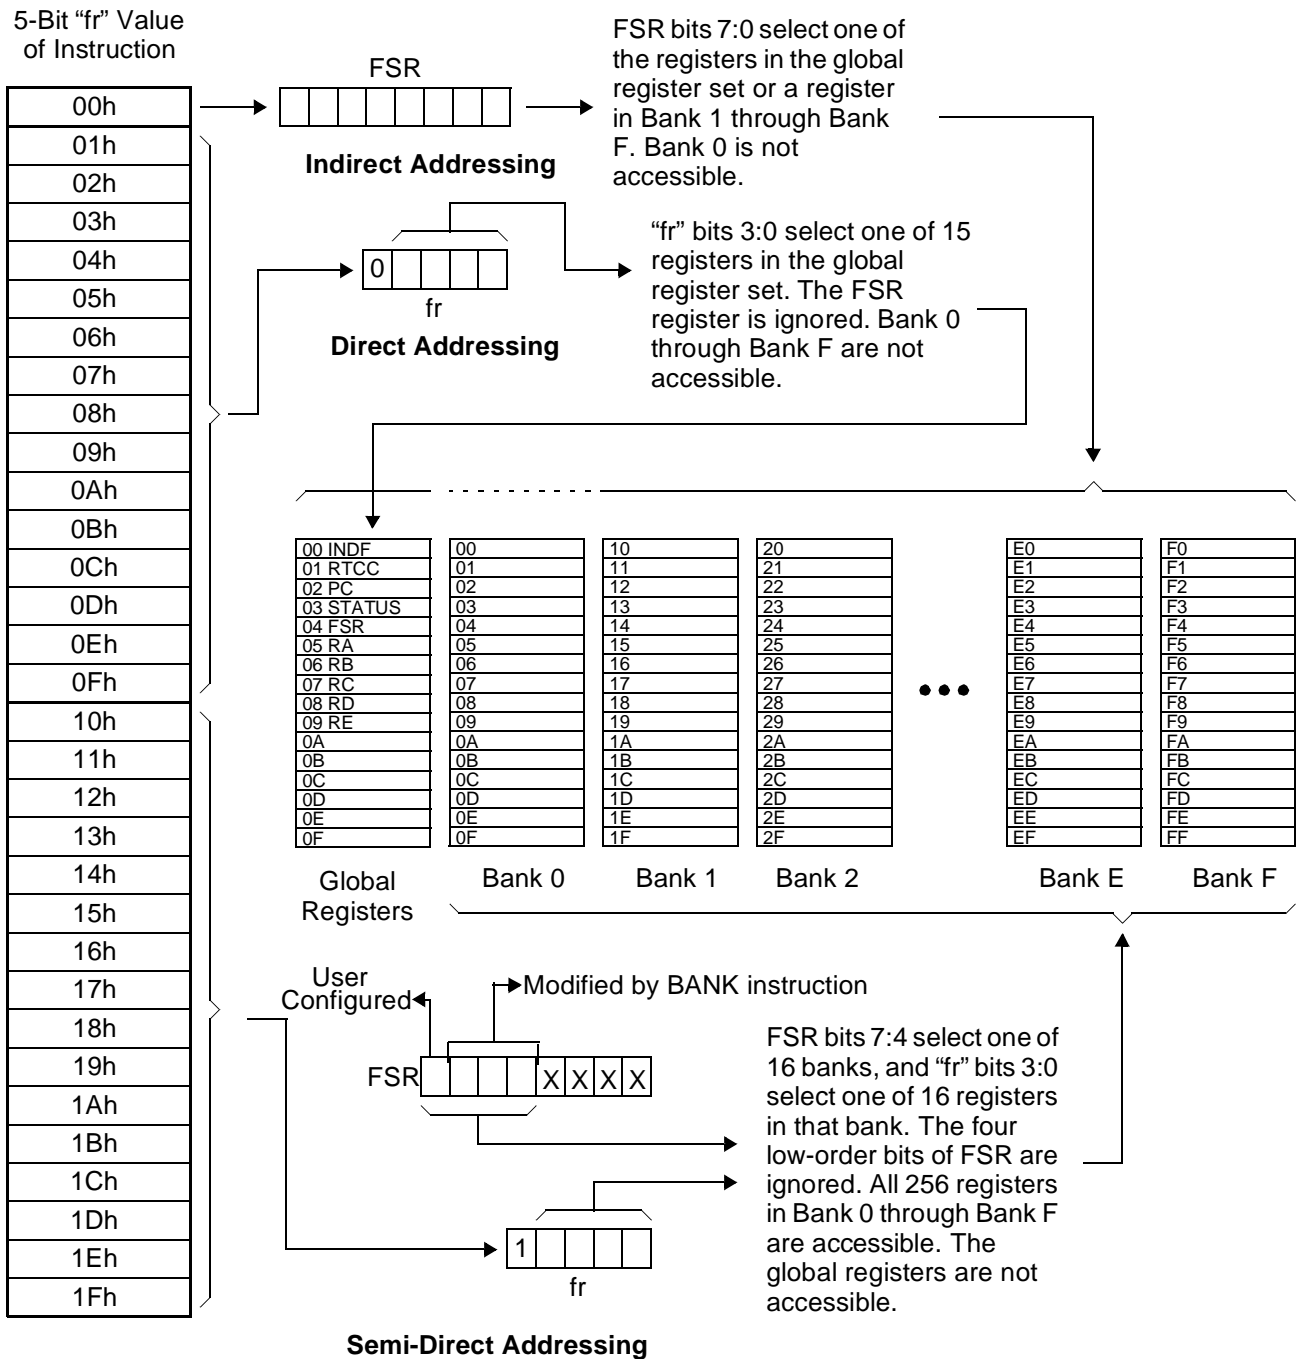 5-Bit “fr” Value
of Instruction
00h
01h
02h
03h
04h
05h
06h
07h
08h
09h
0Ah
0Bh
0Ch
0Dh
0Eh
0Fh
10h
11h
12h
13h
14h
15h
16h
17h
18h
19h
1Ah
1Bh
1Ch
1Dh
1Eh
1Fh
FSR
Indirect Addressing
FSR bits 7:0 select one of
the registers in the global
register set or a register
in Bank 1 through Bank
F. Bank 0 is not
accessible.
0
fr
Direct Addressing
“fr” bits 3:0 select one of 15
registers in the global
register set. The FSR
register is ignored. Bank 0
through Bank F are not
accessible.
00 INDF
01 RTCC
02 PC
03 STATUS
04 FSR
05 RA
06 RB
07 RC
08 RD
09 RE
0A
0B
0C
0D
0E
0F
Global
Registers
00
01
02
03
04
05
06
07
08
09
0A
0B
0C
0D
0E
0F
Bank 0
10
11
12
13
14
15
16
17
18
19
1A
1B
1C
1D
1E
1F
Bank 1
20
21
22
23
24
25
26
27
28
29
2A
2B
2C
2D
2E
2F
Bank 2
E0
E1
E2
E3
E4
E5
E6
E7
E8
E9
EA
EB
EC
ED
EE
EF
Bank E
F0
F1
F2
F3
F4
F5
F6
F7
F8
F9
FA
FB
FC
FD
FE
FF
Bank F
User
Configured
Modified by BANK instruction
FSR
X X X X
1
fr
Semi-Direct Addressing
FSR bits 7:4 select one of
16 banks, and “fr” bits 3:0
select one of 16 registers
in that bank. The four
low-order bits of FSR are
ignored. All 256 registers
in Bank 0 through Bank F
are accessible. The
global registers are not
accessible.